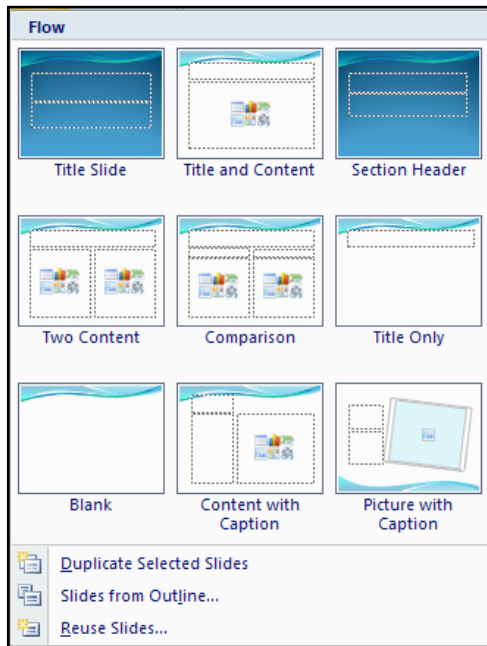 Flow
Title Slide
Title and Content
Section Header
Two Content
Comparison
Title Only
Blank
Content with
Caption
Picture with
Caption
Duplicate Selected Slides
Slides from Outline...
Reuse Slides...